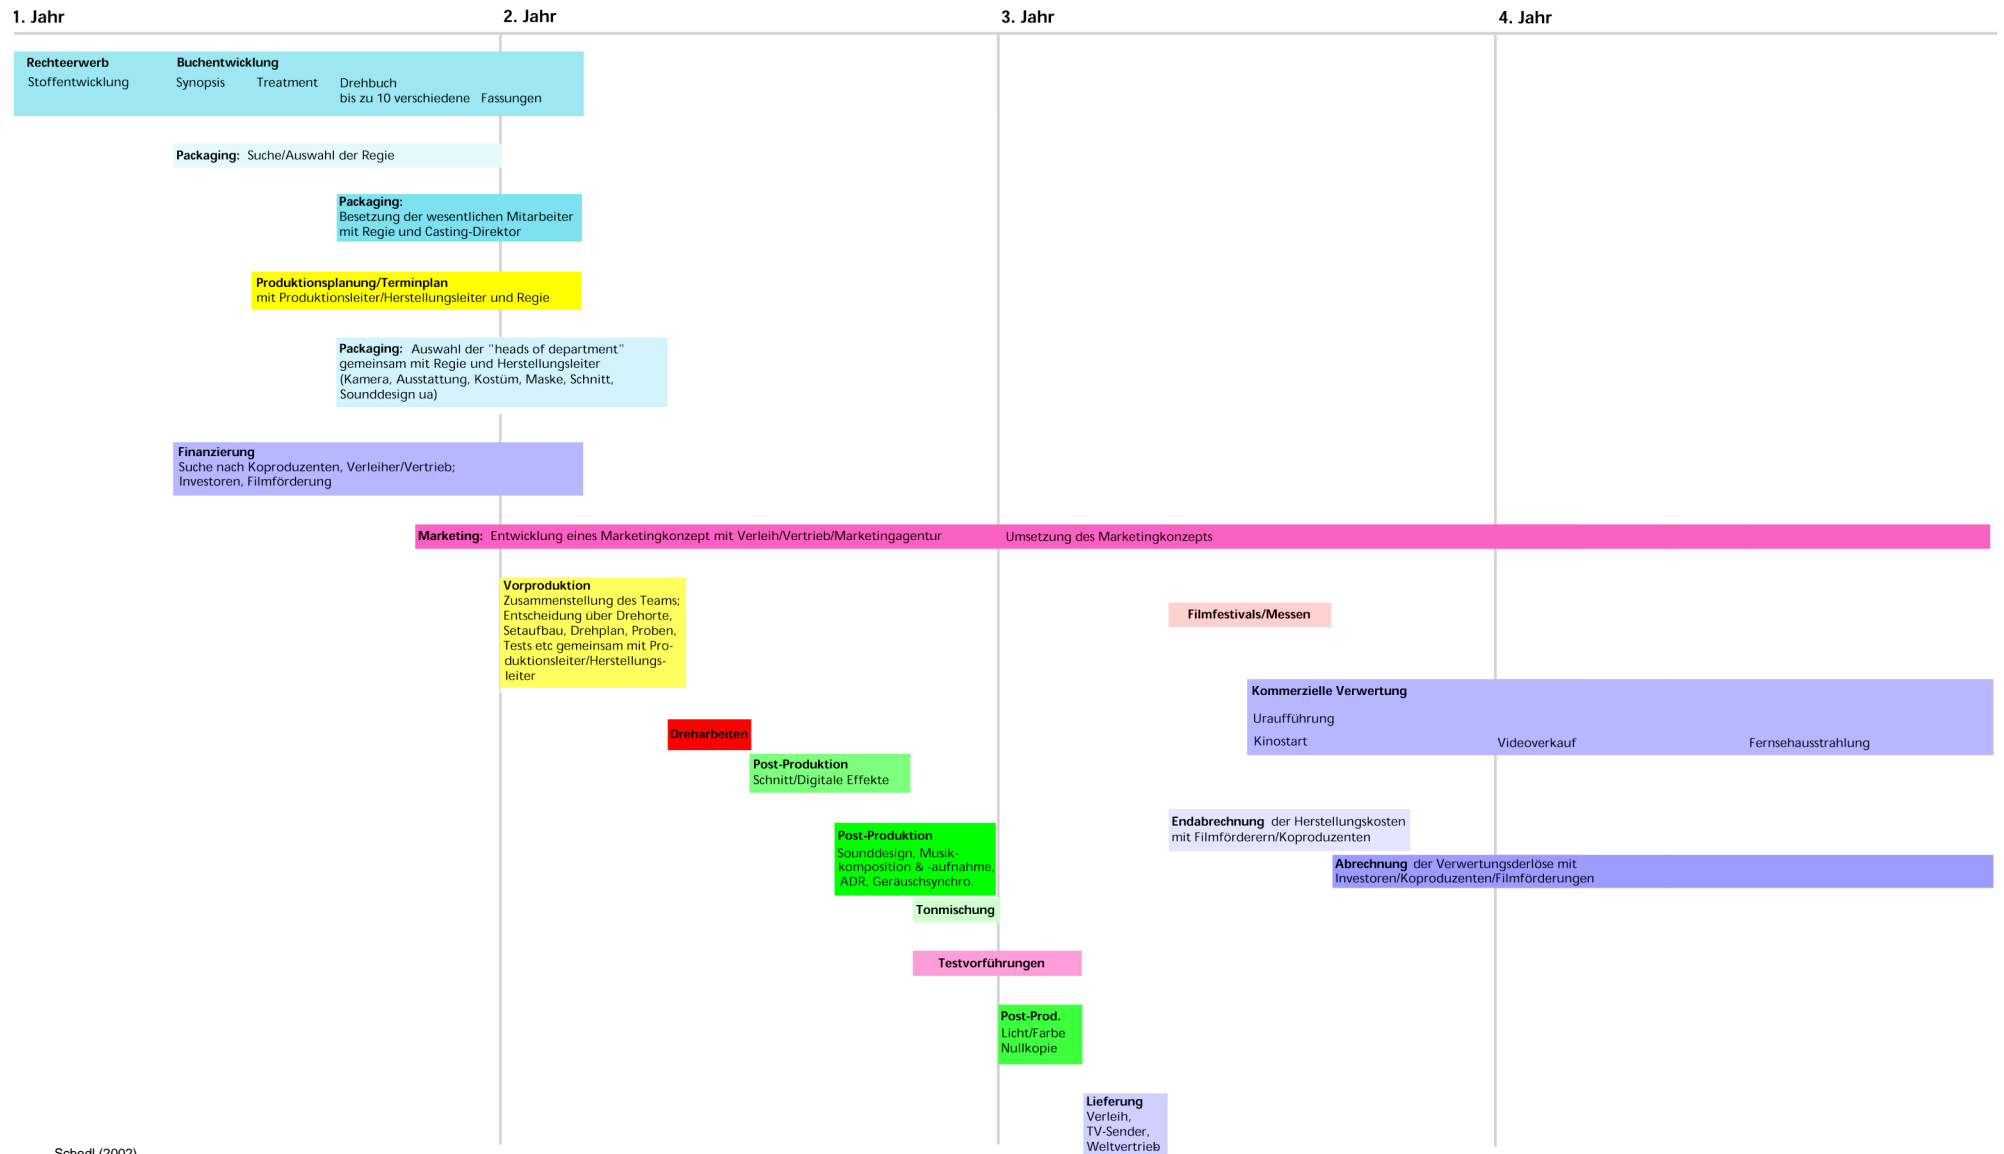 1. Jahr 2. Jahr 3. Jahr 4. Jahr
Rechteerwerb Buchentwicklung
Stoffentwicklung Synopsis Treatment Drehbuch
bis zu 10 verschiedene Fassungen
Packaging: Suche/Auswahl der Regie
Packaging:
Besetzung der wesentlichen Mitarbeiter
mit Regie und Casting-Direktor
Produktionsplanung/Terminplan
mit Produktionsleiter/Herstellungsleiter und Regie
Packaging: Auswahl der "heads of department"
gemeinsam mit Regie und Herstellungsleiter
(Kamera, Ausstattung, Kostüm, Maske, Schnitt,
Sounddesign ua)
Finanzierung
Suche nach Koproduzenten, Verleiher/Vertrieb;
Investoren, Filmförderung
Marketing: Entwicklung eines Marketingkonzept mit Verleih/Vertrieb/Marketingagentur Umsetzung des Marketingkonzepts
Vorproduktion
Zusammenstellung des Teams;
Entscheidung über Drehorte,
Setaufbau, Drehplan, Proben,
Tests etc gemeinsam mit Pro-
duktionsleiter/Herstellungs-
leiter
Filmfestivals/Messen
Kommerzielle Verwertung
Uraufführung
Kinostart Videoverkauf Fernsehausstrahlung
Dreharbeiten
Post-Produktion
Schnitt/Digitale Effekte
Post-Produktion
Sounddesign, Musik-
komposition & -aufnahme,
ADR, Geräuschsynchro.
Endabrechnung der Herstellungskosten
mit Filmförderern/Koproduzenten
Abrechnung der Verwertungsderlöse mit
Investoren/Koproduzenten/Filmförderungen
Tonmischung
Testvorführungen
Post-Prod.
Licht/Farbe
Nullkopie
Lieferung
Verleih,
TV-Sender,
Weltvertrieb
Schedl (2002)